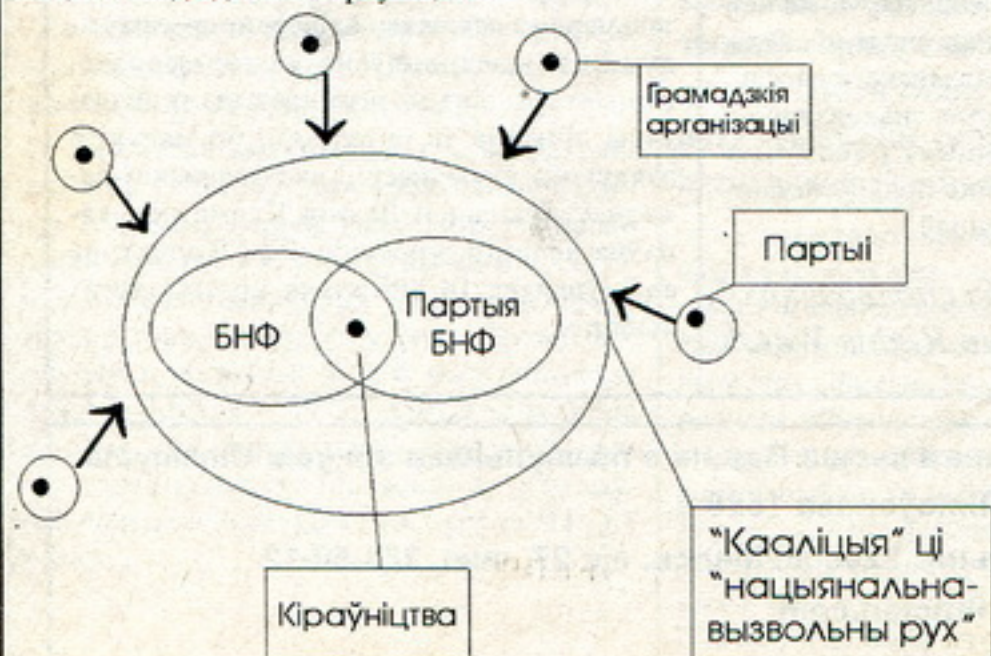 Грамадзкія
арганізацыі
Партыі
БНФ
Партыя
БНФ
"Кааліцыя" ці
"нацыянальна-
вызвольны рух"
Кіраўніцтва